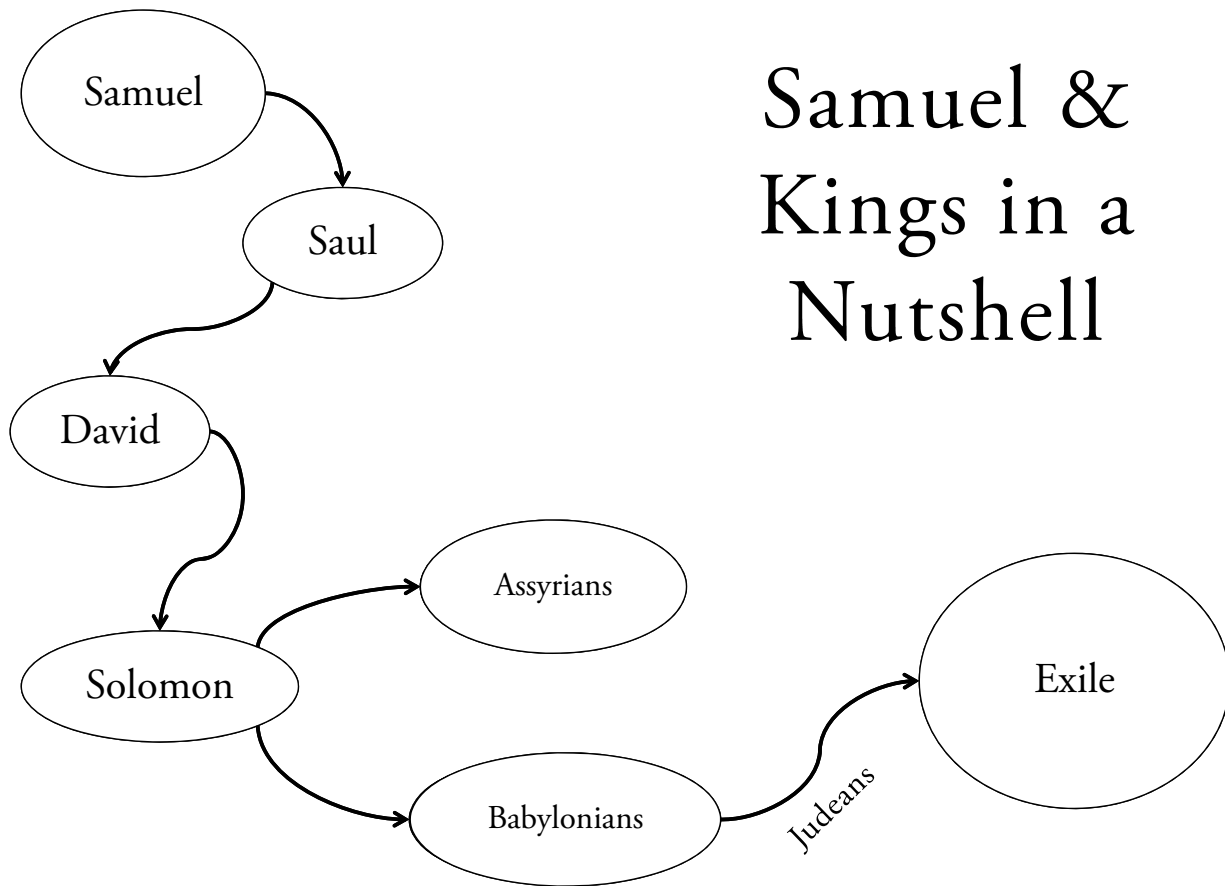 Samuel &
Kings in a
Nutshell
Samuel
Saul
David
Solomon
Assyrians
Babylonians
Judeans
Exile